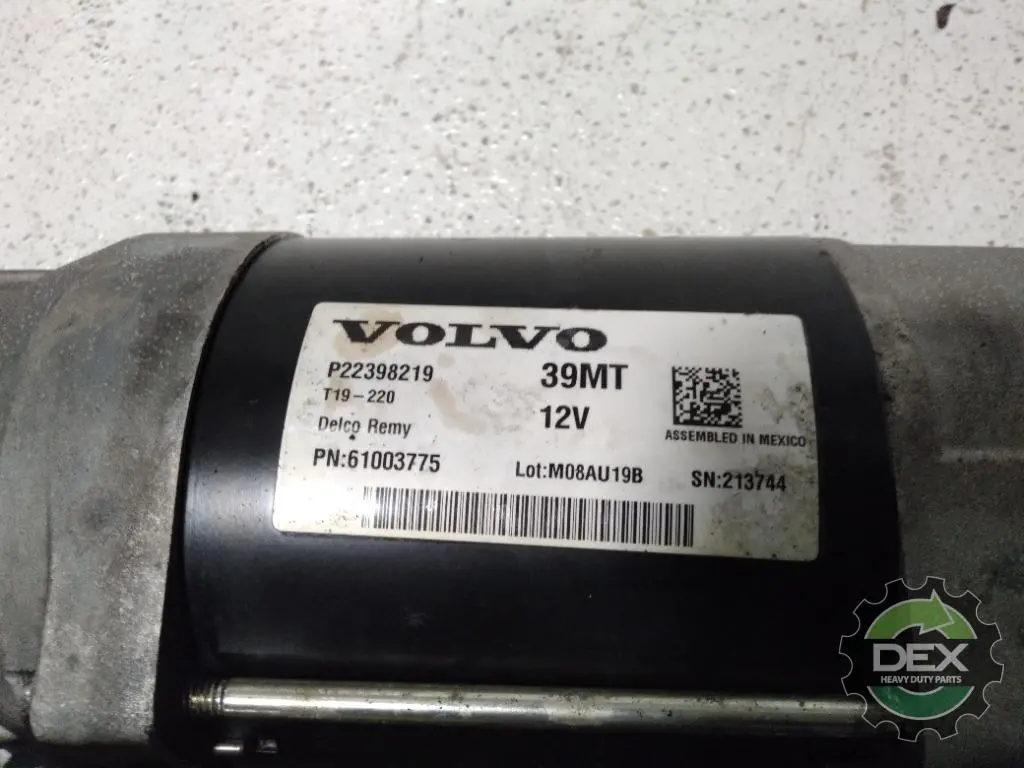 VOLVO
P22398219 39MT
T19-220 12V
ASSEMBLED IN MEXICO
Delco Remy
PN:61003775 Lot:M08AU19B SN:213744
DEX
HEAVY DUTY PARTS